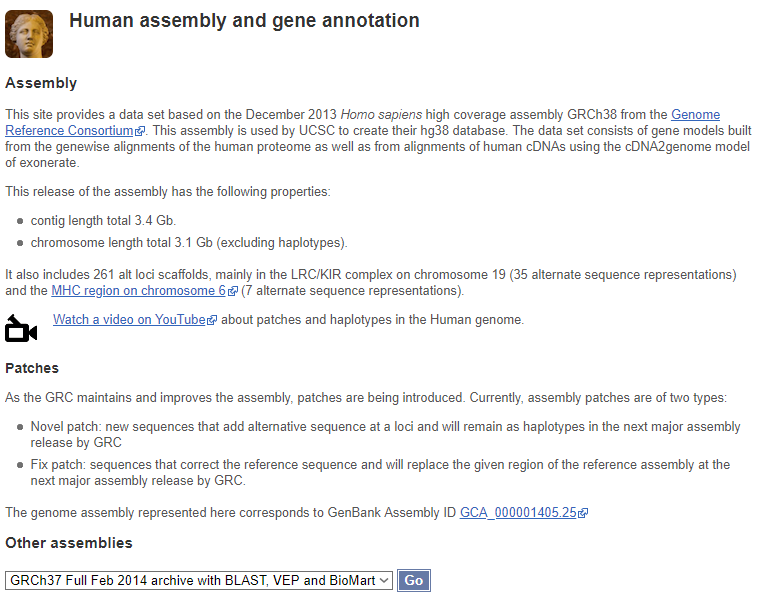 Human assembly and gene annotation
Assembly
This site provides a data set based on the December 2013 Homo sapiens high coverage assembly GRCh38 from the Genome
Reference Consortium. This assembly is used by UCSC to create their hg38 database. The data set consists of gene models built
from the genewise alignments of the human proteome as well as from alignments of human cDNAs using the cDNA2genome model
of exonerate.
This release of the assembly has the following properties:
• contig length total 3.4 Gb.
• chromosome length total 3.1 Gb (excluding haplotypes).
It also includes 261 alt loci scaffolds, mainly in the LRC/KIR complex on chromosome 19 (35 alternate sequence representations)
and the MHC region on chromosome 6 (7 alternate sequence representations).
Watch a video on YouTube about patches and haplotypes in the Human genome.
Patches
As the GRC maintains and improves the assembly, patches are being introduced. Currently, assembly patches are of two types:
• Novel patch: new sequences that add alternative sequence at a loci and will remain as haplotypes in the next major assembly
release by GRC
• Fix patch: sequences that correct the reference sequence and will replace the given region of the reference assembly at the
next major assembly release by GRC.
The genome assembly represented here corresponds to GenBank Assembly ID GCA_000001405.25
Other assemblies
GRCh37 Full Feb 2014 archive with BLAST, VEP and BioMart Go